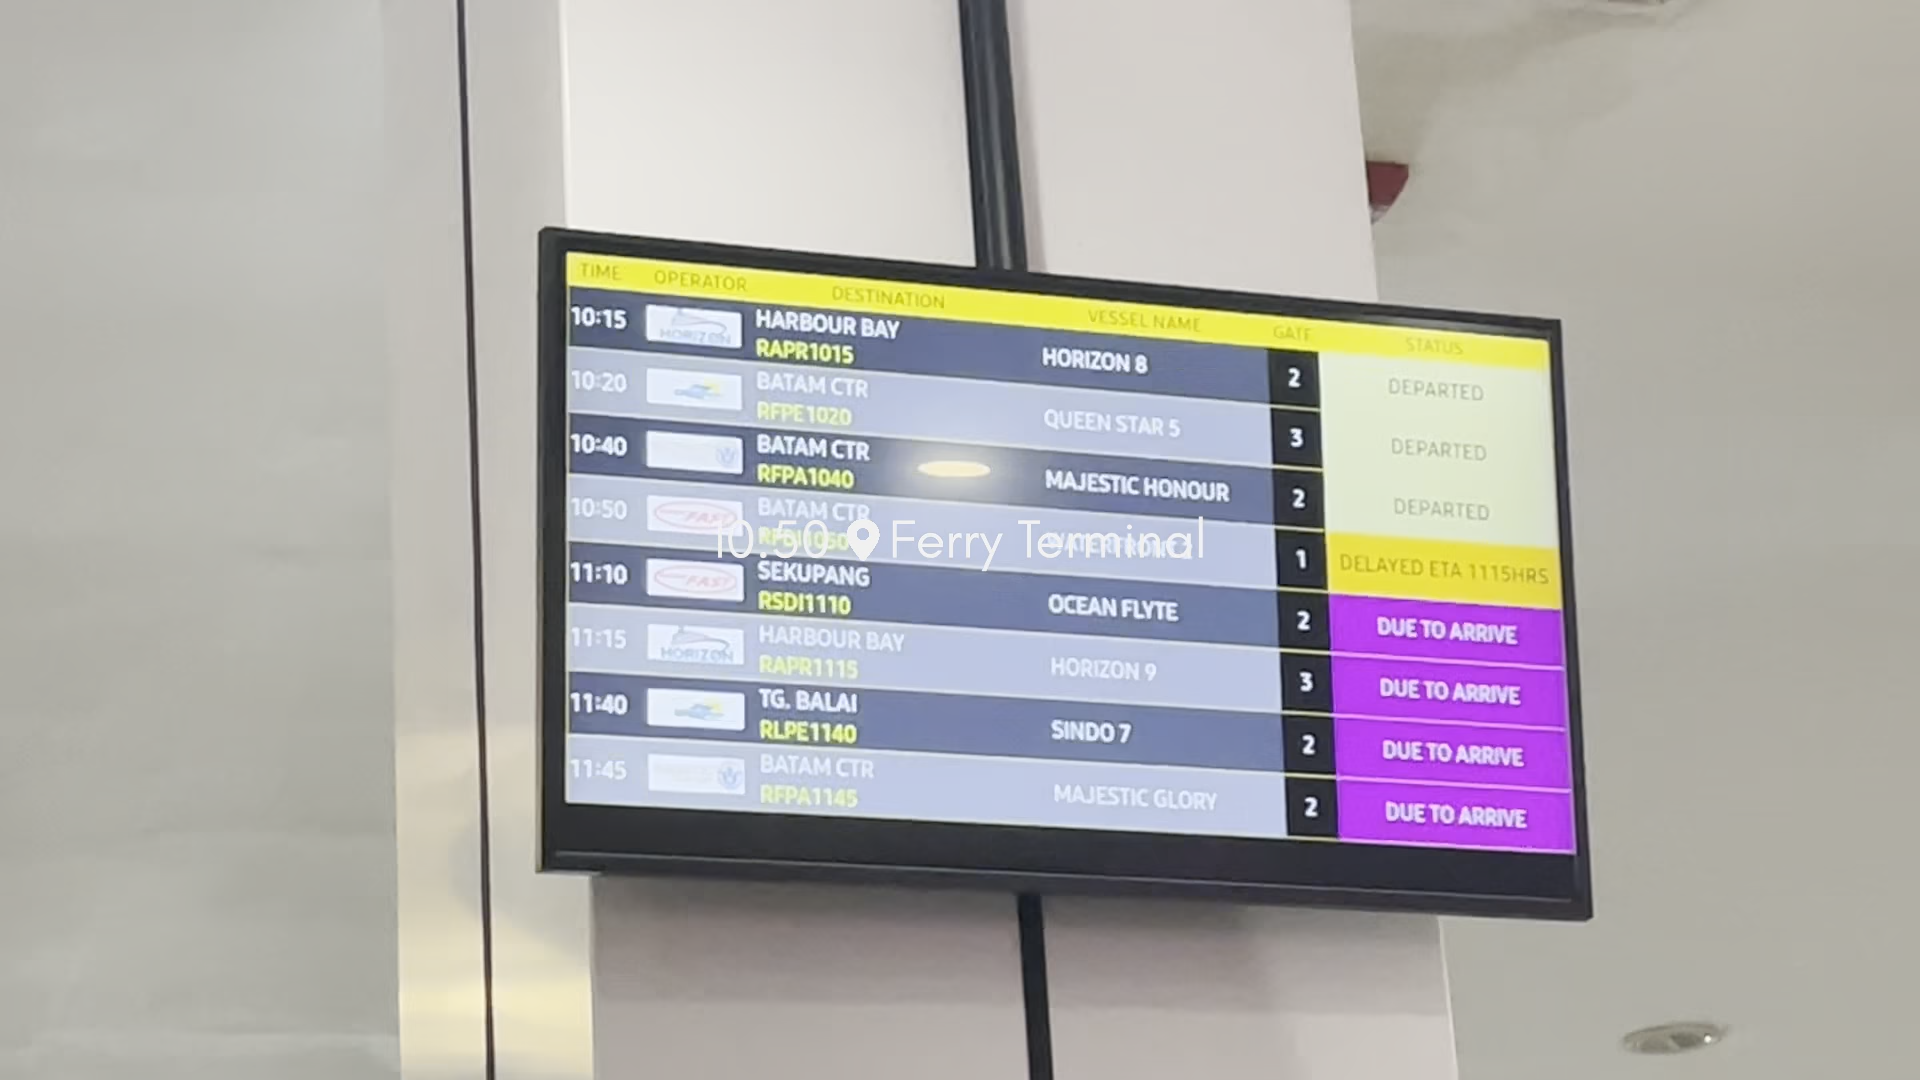 TIME OPERATOR DESTINATION VESSEL NAME GATE STATUS
10:15 HORIZON HARBOUR BAY HORIZON 8 2 DEPARTED
RAPR1015
10:20 BATAM CTR QUEEN STAR 5 3 DEPARTED
RFPE1020
10:40 BATAM CTR MAJESTIC HONOUR 2 DEPARTED
RFPA1040
10:50 FAST BATAM CTR 1 DELAYED ETA 1115HRS
10:50 Ferry Terminal
11:10 FAST SEKUPANG OCEAN FLYTE 2 DUE TO ARRIVE
RSDI1110
11:15 HORIZON HARBOUR BAY HORIZON 9 3 DUE TO ARRIVE
RAPR1115
11:40 TG. BALAI SINDO 7 2 DUE TO ARRIVE
RLPE1140
11:45 BATAM CTR MAJESTIC GLORY 2 DUE TO ARRIVE
RFPA1145